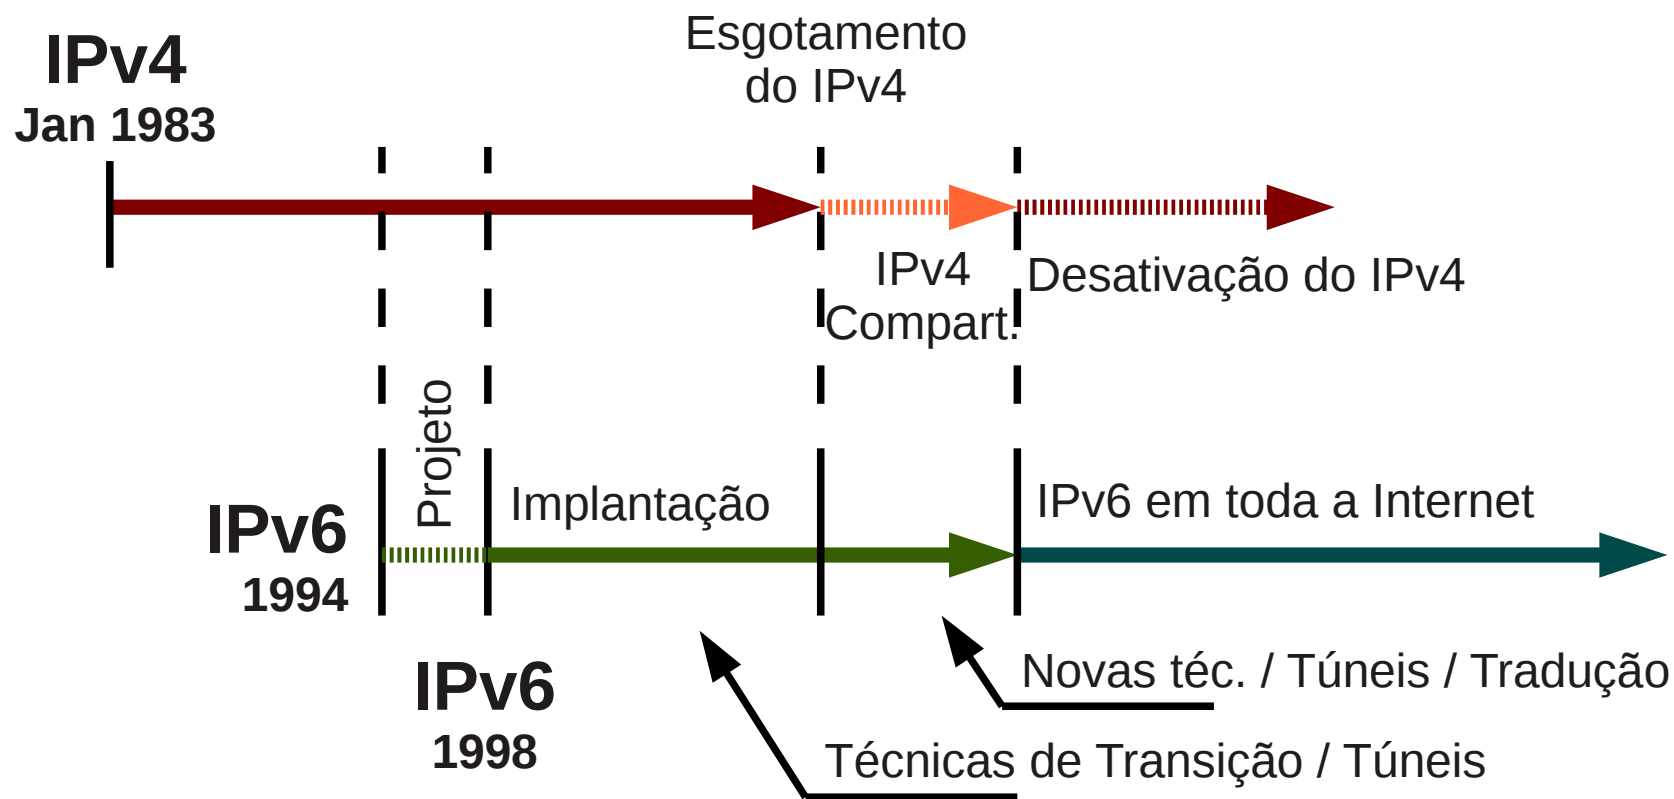 IPv4
Jan 1983
Esgotamento
do IPv4
IPv4
Compart.
Desativação do IPv4
Projeto
IPv6
1994
Implantação
IPv6 em toda a Internet
IPv6
1998
Novas téc. / Túneis / Tradução
Técnicas de Transição / Túneis